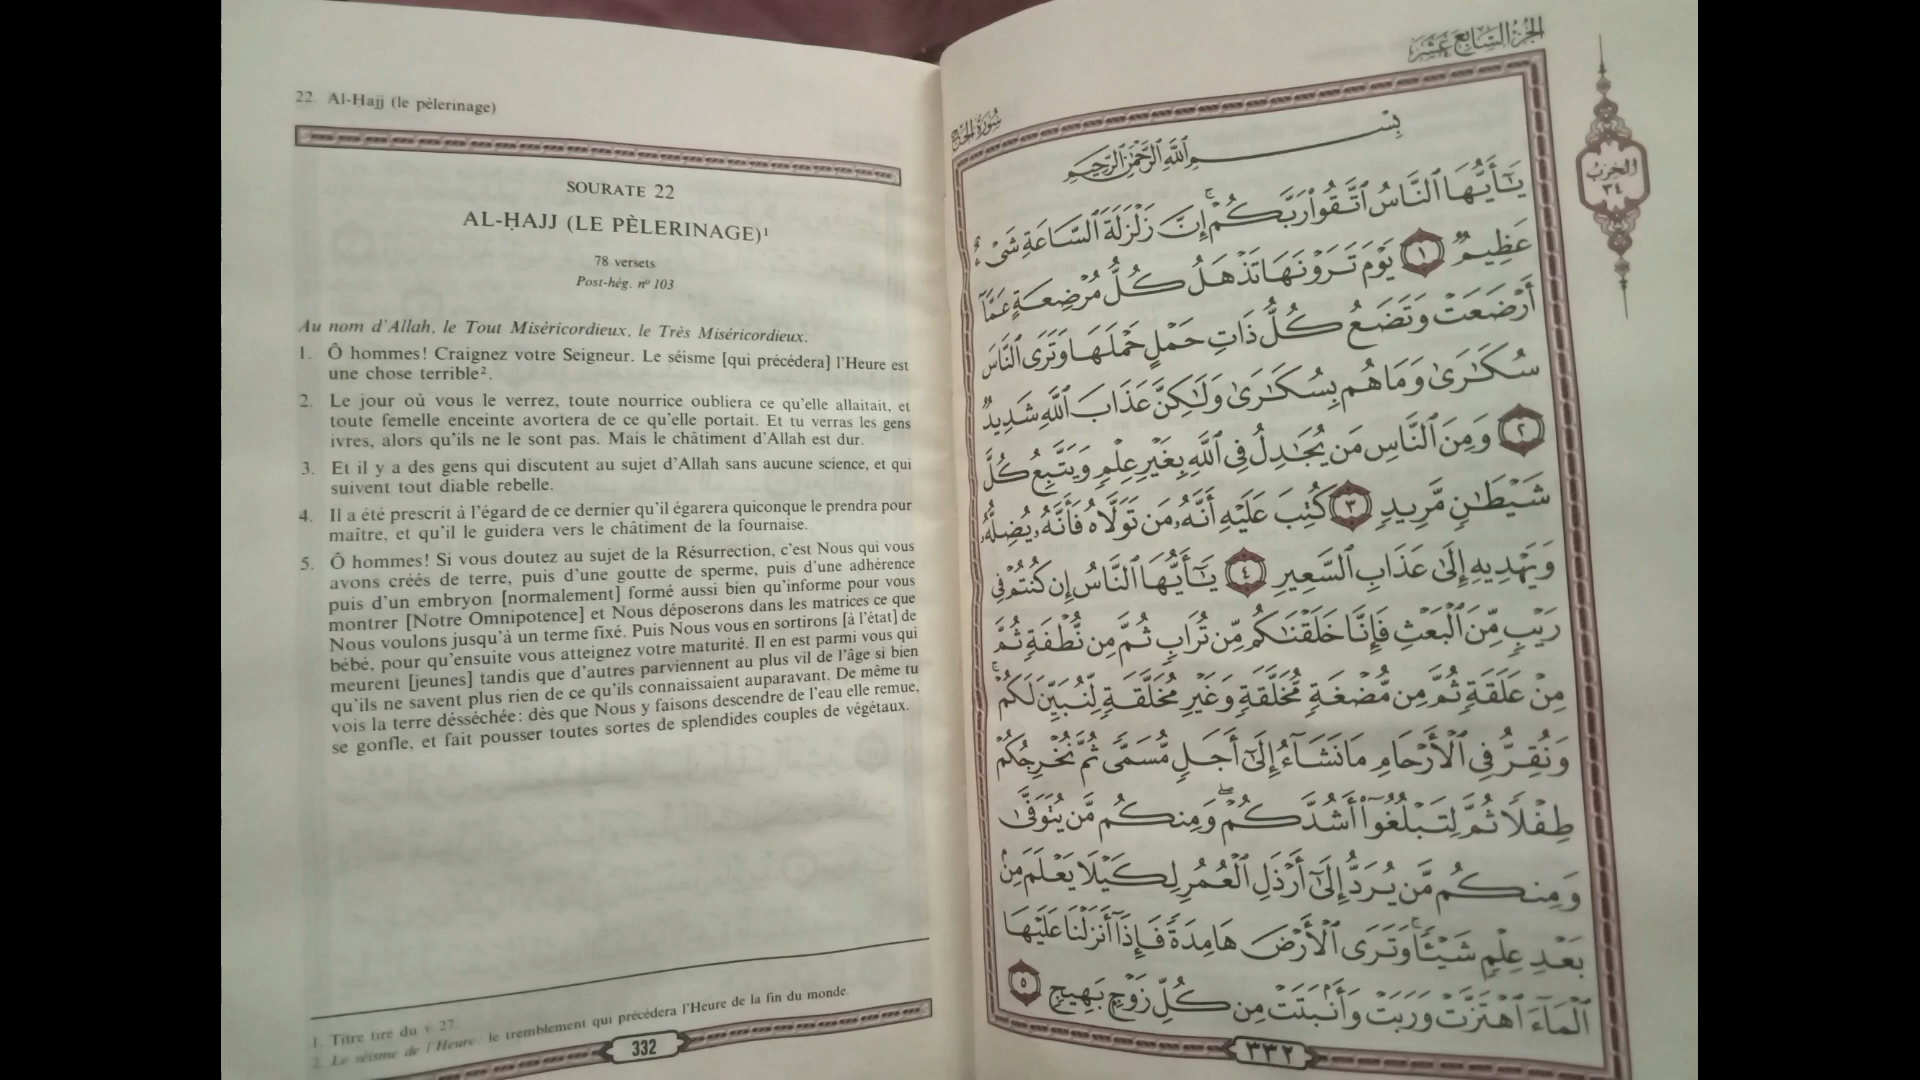 22. Al-Ḥajj (le pèlerinage)
SOURATE 22
AL-ḤAJJ (LE PÈLERINAGE)¹
78 versets
Post-hég. nº 103
Au nom d'Allah, le Tout Miséricordieux, le Très Miséricordieux.
1. Ô hommes! Craignez votre Seigneur. Le séisme [qui précédera] l'Heure est
une chose terrible².
2. Le jour où vous le verrez, toute nourrice oubliera ce qu'elle allaitait, et
toute femelle enceinte avortera de ce qu'elle portait. Et tu verras les gens
ivres, alors qu'ils ne le sont pas. Mais le châtiment d'Allah est dur.
3. Et il y a des gens qui discutent au sujet d'Allah sans aucune science, et qui
suivent tout diable rebelle.
4. Il a été prescrit à l'égard de ce dernier qu'il égarera quiconque le prendra pour
maître, et qu'il le guidera vers le châtiment de la fournaise.
5. Ô hommes! Si vous doutez au sujet de la Résurrection, c'est Nous qui vous
avons créés de terre, puis d'une goutte de sperme, puis d'une adhérence
puis d'un embryon [normalement] formé aussi bien qu'informe pour vous
montrer [Notre Omnipotence] et Nous déposerons dans les matrices ce que
Nous voulons jusqu'à un terme fixé. Puis Nous vous en sortirons [à l'état] de
bébé, pour qu'ensuite vous atteignez votre maturité. Il en est parmi vous qui
meurent [jeunes] tandis que d'autres parviennent au plus vil de l'âge si bien
qu'ils ne savent plus rien de ce qu'ils connaissaient auparavant. De même tu
vois la terre désséchée: dès que Nous y faisons descendre de l'eau elle remue,
se gonfle, et fait pousser toutes sortes de splendides couples de végétaux.
1. Titre tiré du v. 27.
2. Le séisme de l'Heure: le tremblement qui précédera l'Heure de la fin du monde.
332
الجزء السابع عشر
سورة الحج
الحزب
٣٤
بِسْمِ اللَّهِ الرَّحْمَٰنِ الرَّحِيمِ
يَٰٓأَيُّهَا ٱلنَّاسُ ٱتَّقُوا۟ رَبَّكُمْ ۚ إِنَّ زَلْزَلَةَ ٱلسَّاعَةِ شَىْءٌ
عَظِيمٌ ١ يَوْمَ تَرَوْنَهَا تَذْهَلُ كُلُّ مُرْضِعَةٍ عَمَّآ
أَرْضَعَتْ وَتَضَعُ كُلُّ ذَاتِ حَمْلٍ حَمْلَهَا وَتَرَى ٱلنَّاسَ
سُكَٰرَىٰ وَمَا هُم بِسُكَٰرَىٰ وَلَٰكِنَّ عَذَابَ ٱللَّهِ شَدِيدٌ
٢ وَمِنَ ٱلنَّاسِ مَن يُجَٰدِلُ فِى ٱللَّهِ بِغَيْرِ عِلْمٍ وَيَتَّبِعُ كُلَّ
شَيْطَٰنٍ مَّرِيدٍ ٣ كُتِبَ عَلَيْهِ أَنَّهُۥ مَن تَوَلَّاهُ فَأَنَّهُۥ يُضِلُّهُۥ
وَيَهْدِيهِ إِلَىٰ عَذَابِ ٱلسَّعِيرِ ٤ يَٰٓأَيُّهَا ٱلنَّاسُ إِن كُنتُمْ فِى
رَيْبٍ مِّنَ ٱلْبَعْثِ فَإِنَّا خَلَقْنَٰكُم مِّن تُرَابٍ ثُمَّ مِن نُّطْفَةٍ ثُمَّ
مِنْ عَلَقَةٍ ثُمَّ مِن مُّضْغَةٍ مُّخَلَّقَةٍ وَغَيْرِ مُخَلَّقَةٍ لِّنُبَيِّنَ لَكُمْ ۚ
وَنُقِرُّ فِى ٱلْأَرْحَامِ مَا نَشَآءُ إِلَىٰٓ أَجَلٍ مُّسَمًّى ثُمَّ نُخْرِجُكُمْ
طِفْلًا ثُمَّ لِتَبْلُغُوٓا۟ أَشُدَّكُمْ ۖ وَمِنكُم مَّن يُتَوَفَّىٰ
وَمِنكُم مَّن يُرَدُّ إِلَىٰٓ أَرْذَلِ ٱلْعُمُرِ لِكَيْلَا يَعْلَمَ مِنۢ
بَعْدِ عِلْمٍ شَيْـًٔا ۚ وَتَرَى ٱلْأَرْضَ هَامِدَةً فَإِذَآ أَنزَلْنَا عَلَيْهَا
ٱلْمَآءَ ٱهْتَزَّتْ وَرَبَتْ وَأَنۢبَتَتْ مِن كُلِّ زَوْجٍۭ بَهِيجٍ ٥
٣٣٢